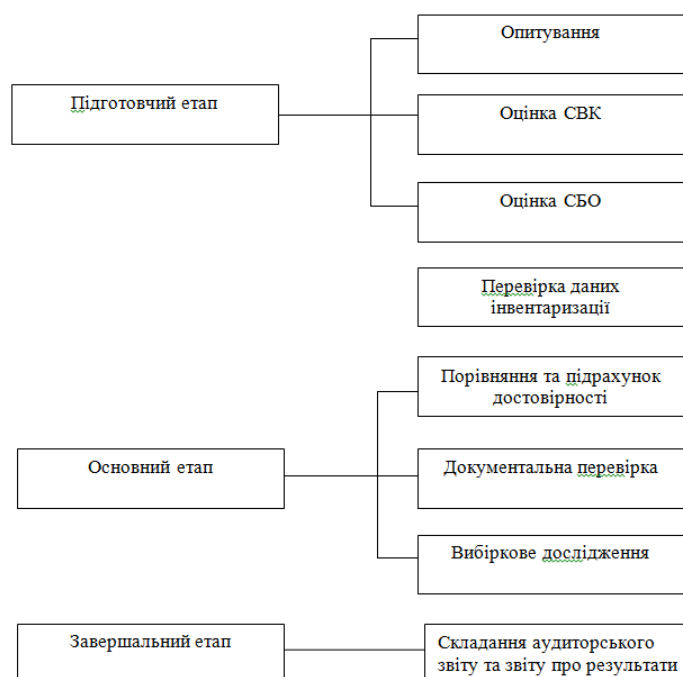 Опитування
Підготовчий етап
Оцінка СВК
Оцінка СБО
Перевірка даних
інвентаризації
Порівняння та підрахунок
достовірності
Основний етап
Документальна перевірка
Вибіркове дослідження
Завершальний етап
Складання аудиторського
звіту та звіту про результати